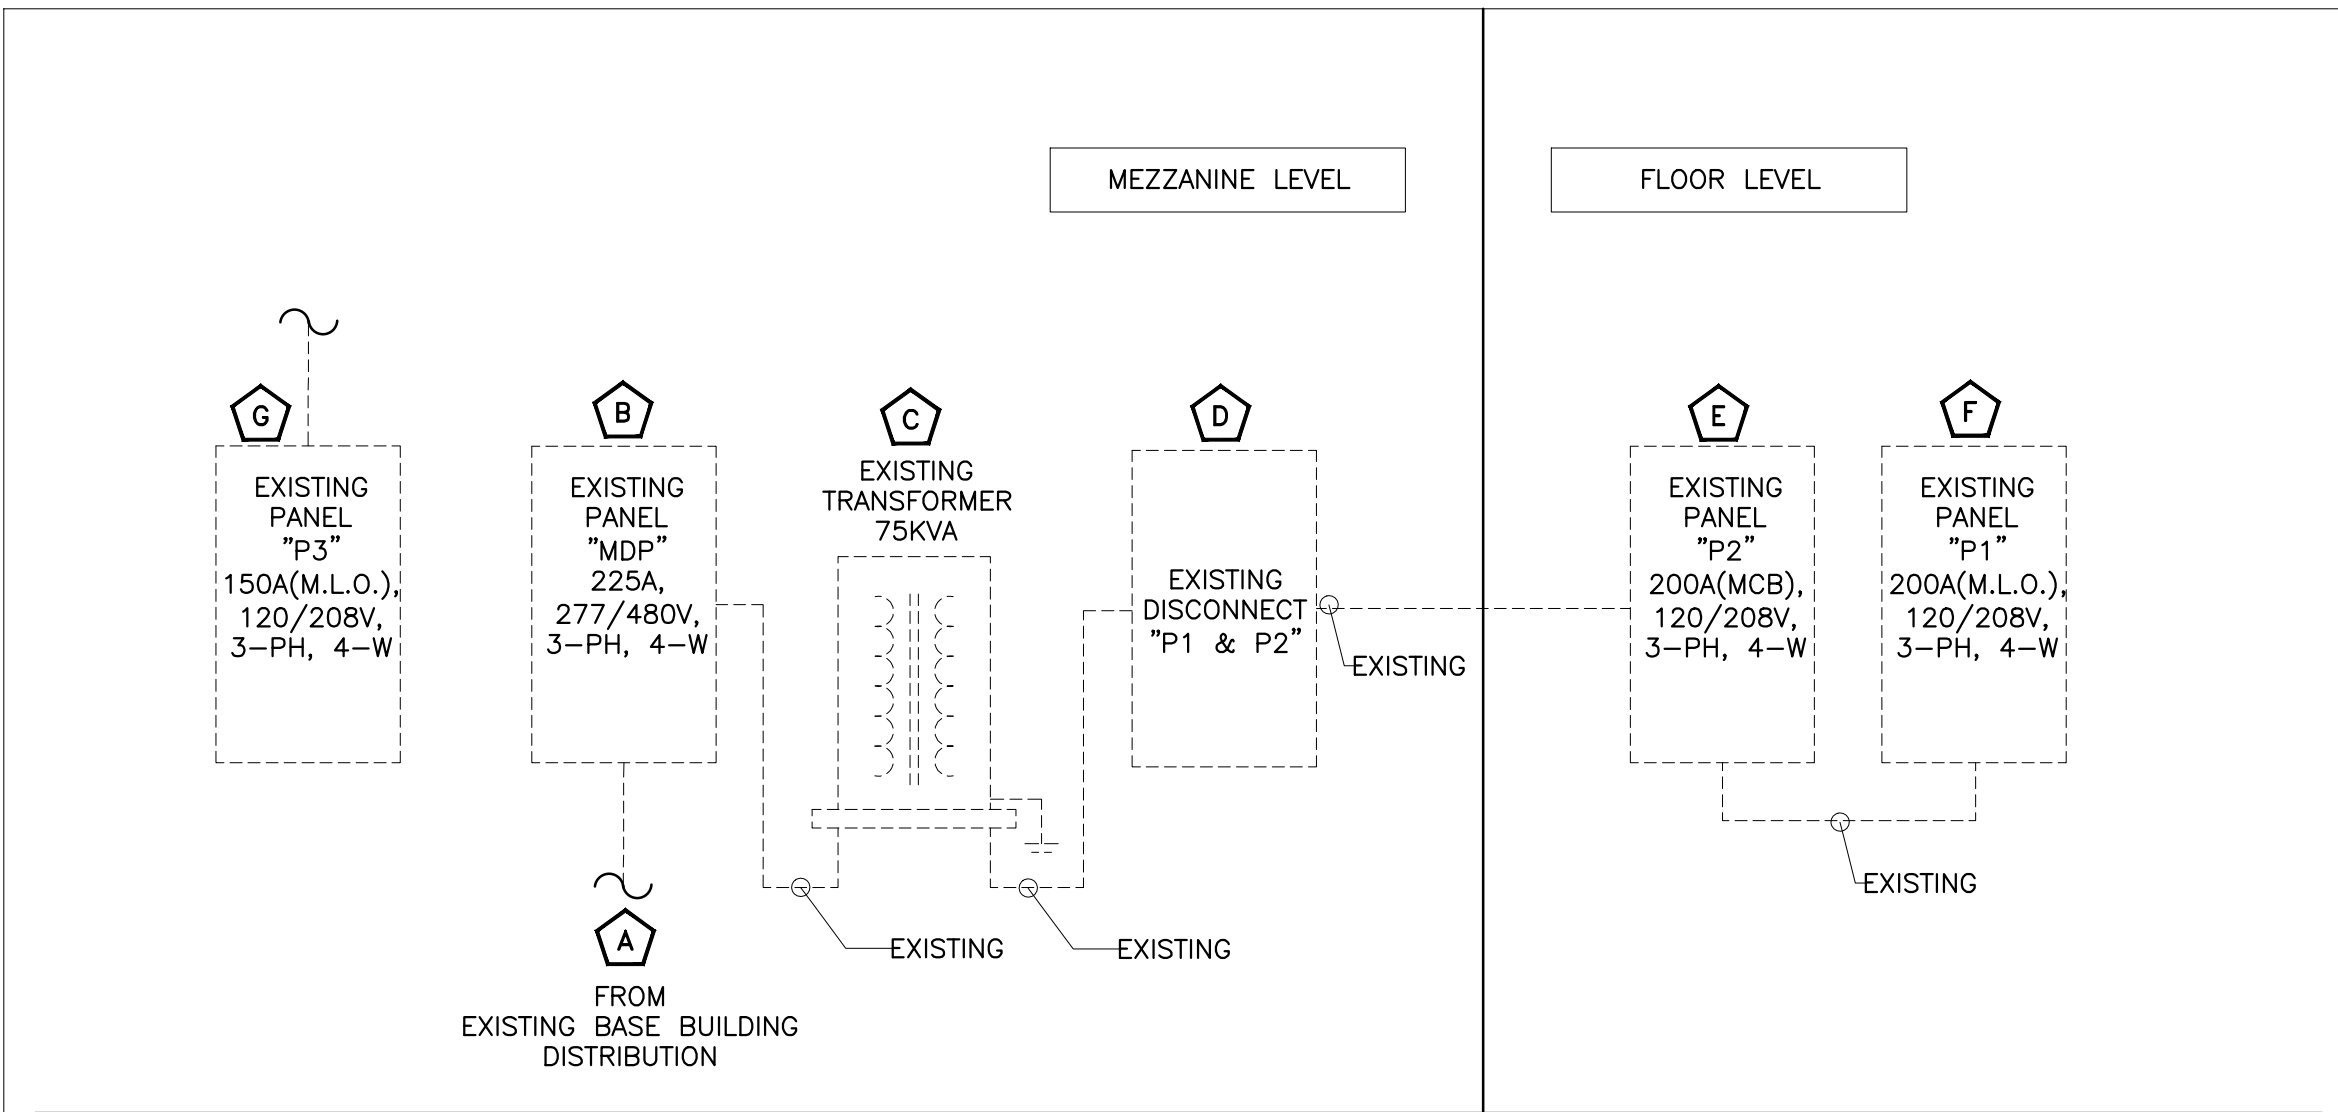 MEZZANINE LEVEL
FLOOR LEVEL
G
EXISTING
PANEL
"P3"
150A(M.L.O.),
120/208V,
3-PH, 4-W
B
EXISTING
PANEL
"MDP"
225A,
277/480V,
3-PH, 4-W
C
EXISTING
TRANSFORMER
75KVA
D
EXISTING
DISCONNECT
"P1 & P2"
EXISTING
E
EXISTING
PANEL
"P2"
200A(MCB),
120/208V,
3-PH, 4-W
F
EXISTING
PANEL
"P1"
200A(M.L.O.),
120/208V,
3-PH, 4-W
EXISTING
EXISTING
EXISTING
A
FROM
EXISTING BASE BUILDING
DISTRIBUTION